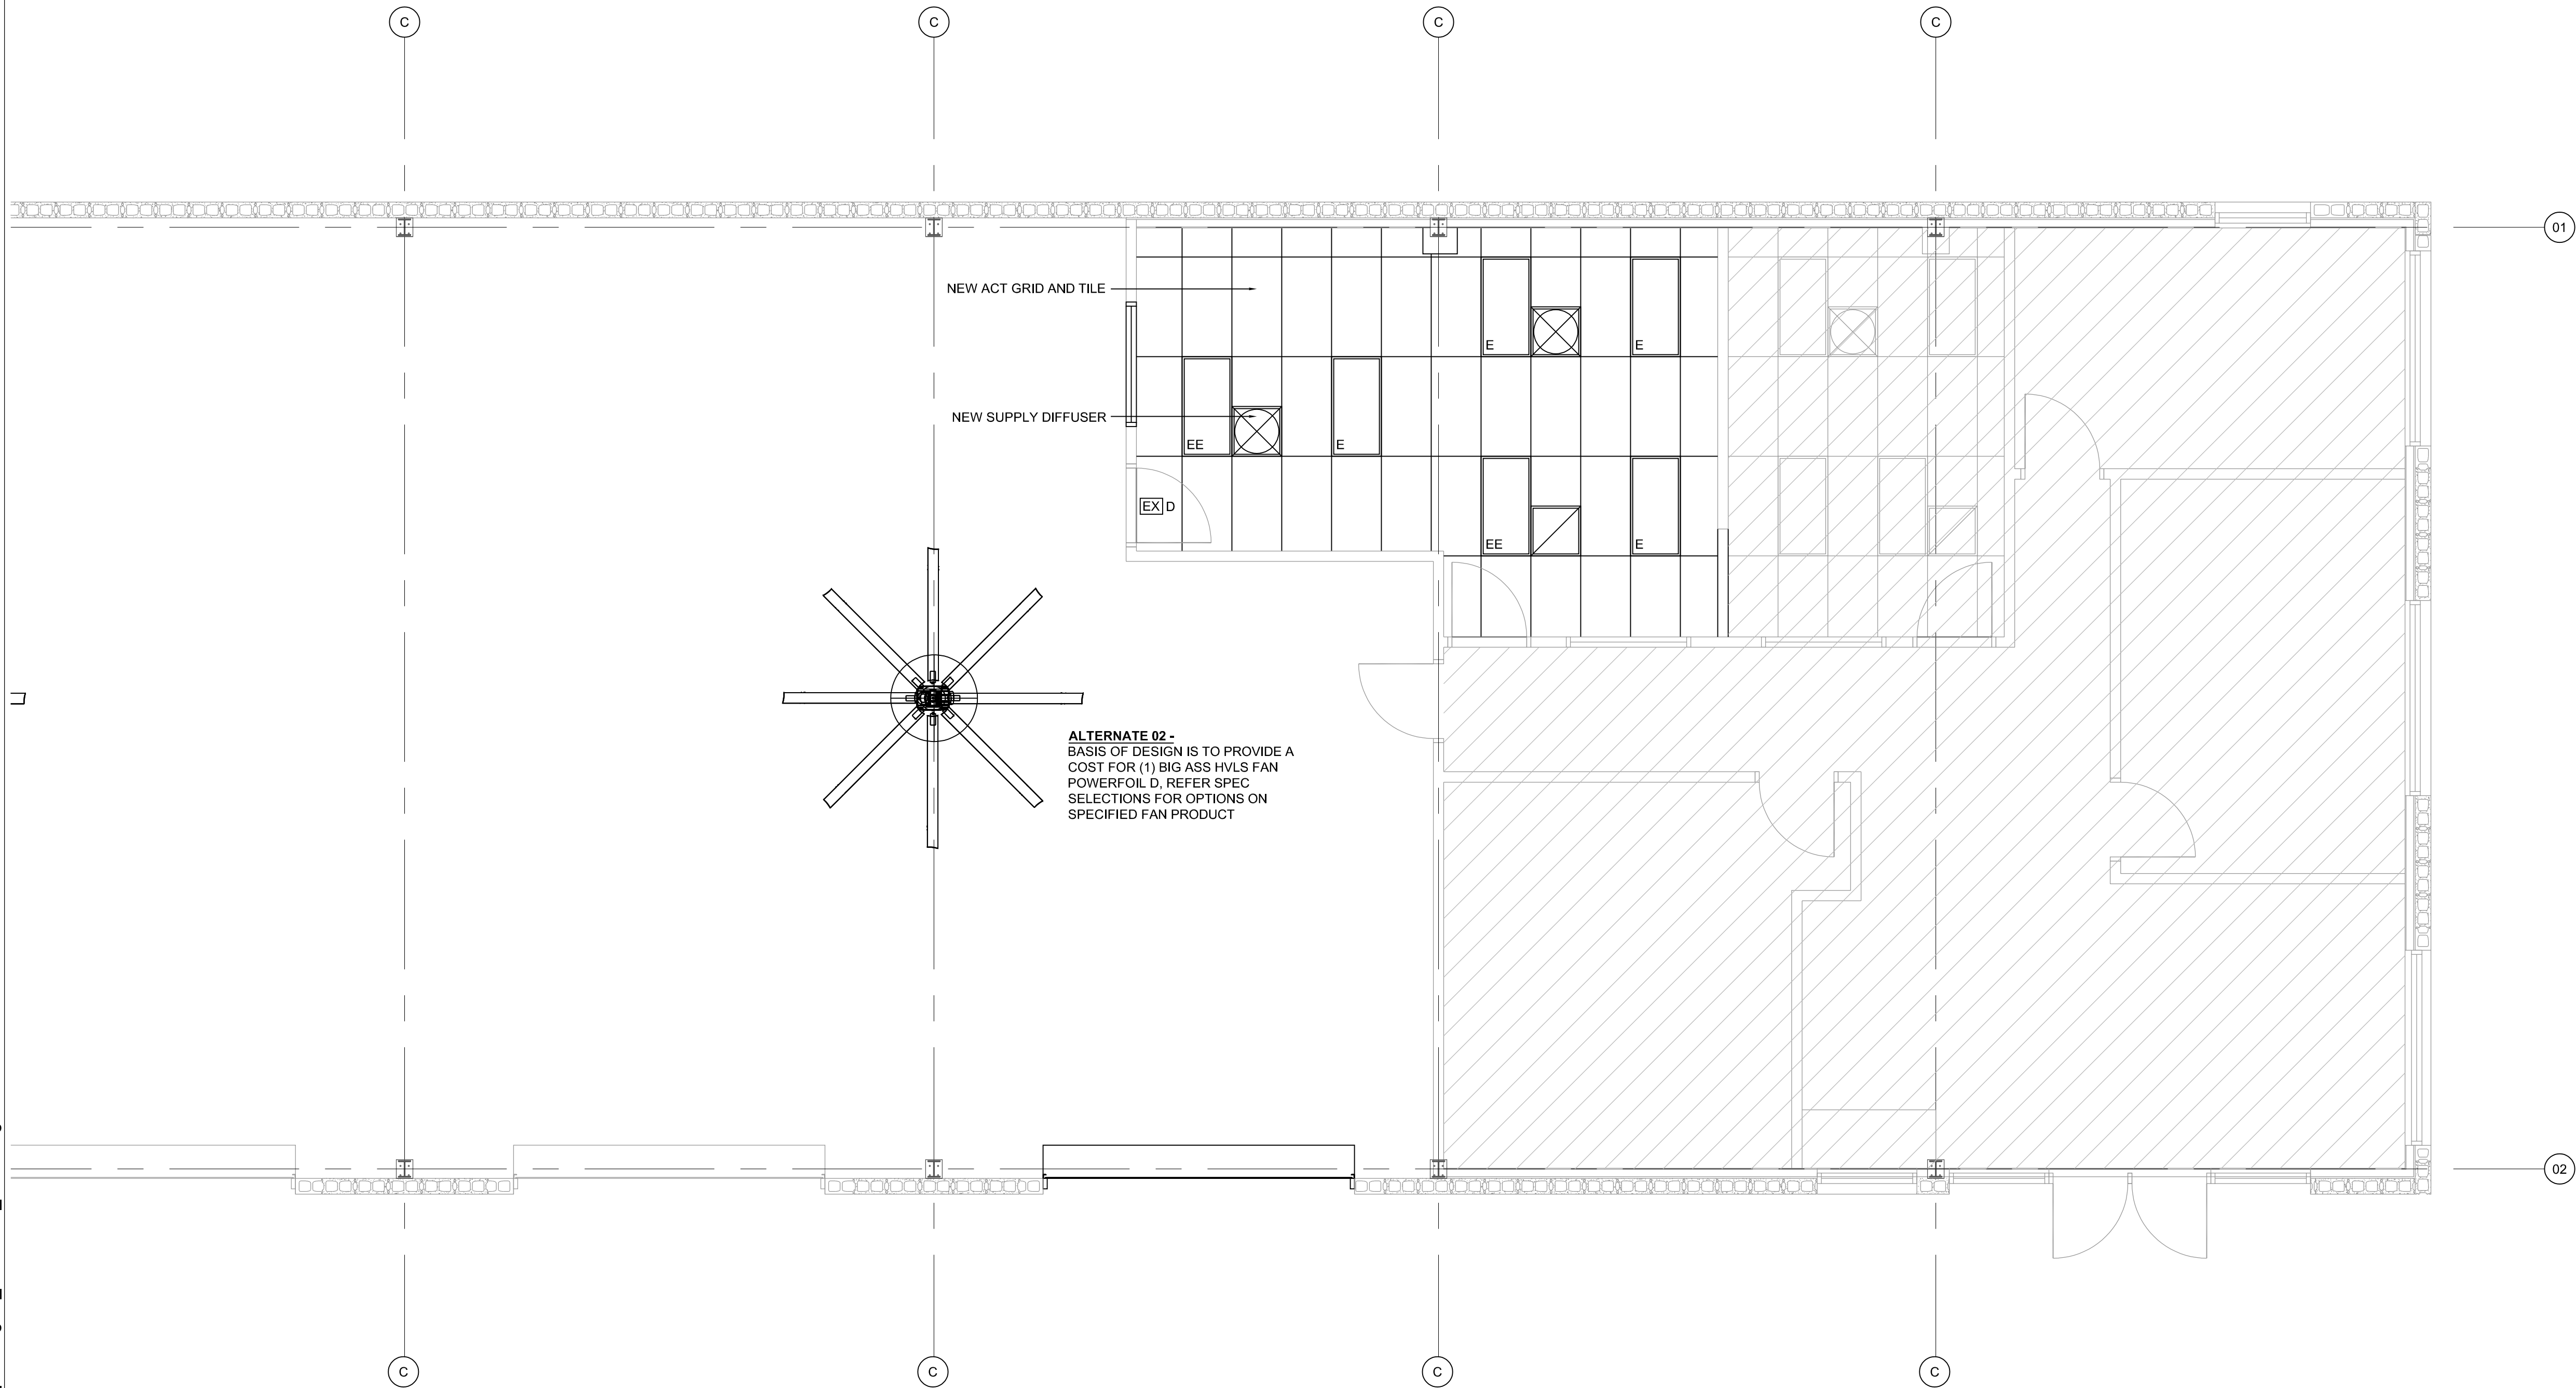 C
C
C
C
01
NEW ACT GRID AND TILE
E
E
NEW SUPPLY DIFFUSER
EE
E
EX D
EE
E
ALTERNATE 02 -
BASIS OF DESIGN IS TO PROVIDE A
COST FOR (1) BIG ASS HVLS FAN
POWERFOIL D, REFER SPEC
SELECTIONS FOR OPTIONS ON
SPECIFIED FAN PRODUCT
02
C
C
C
C